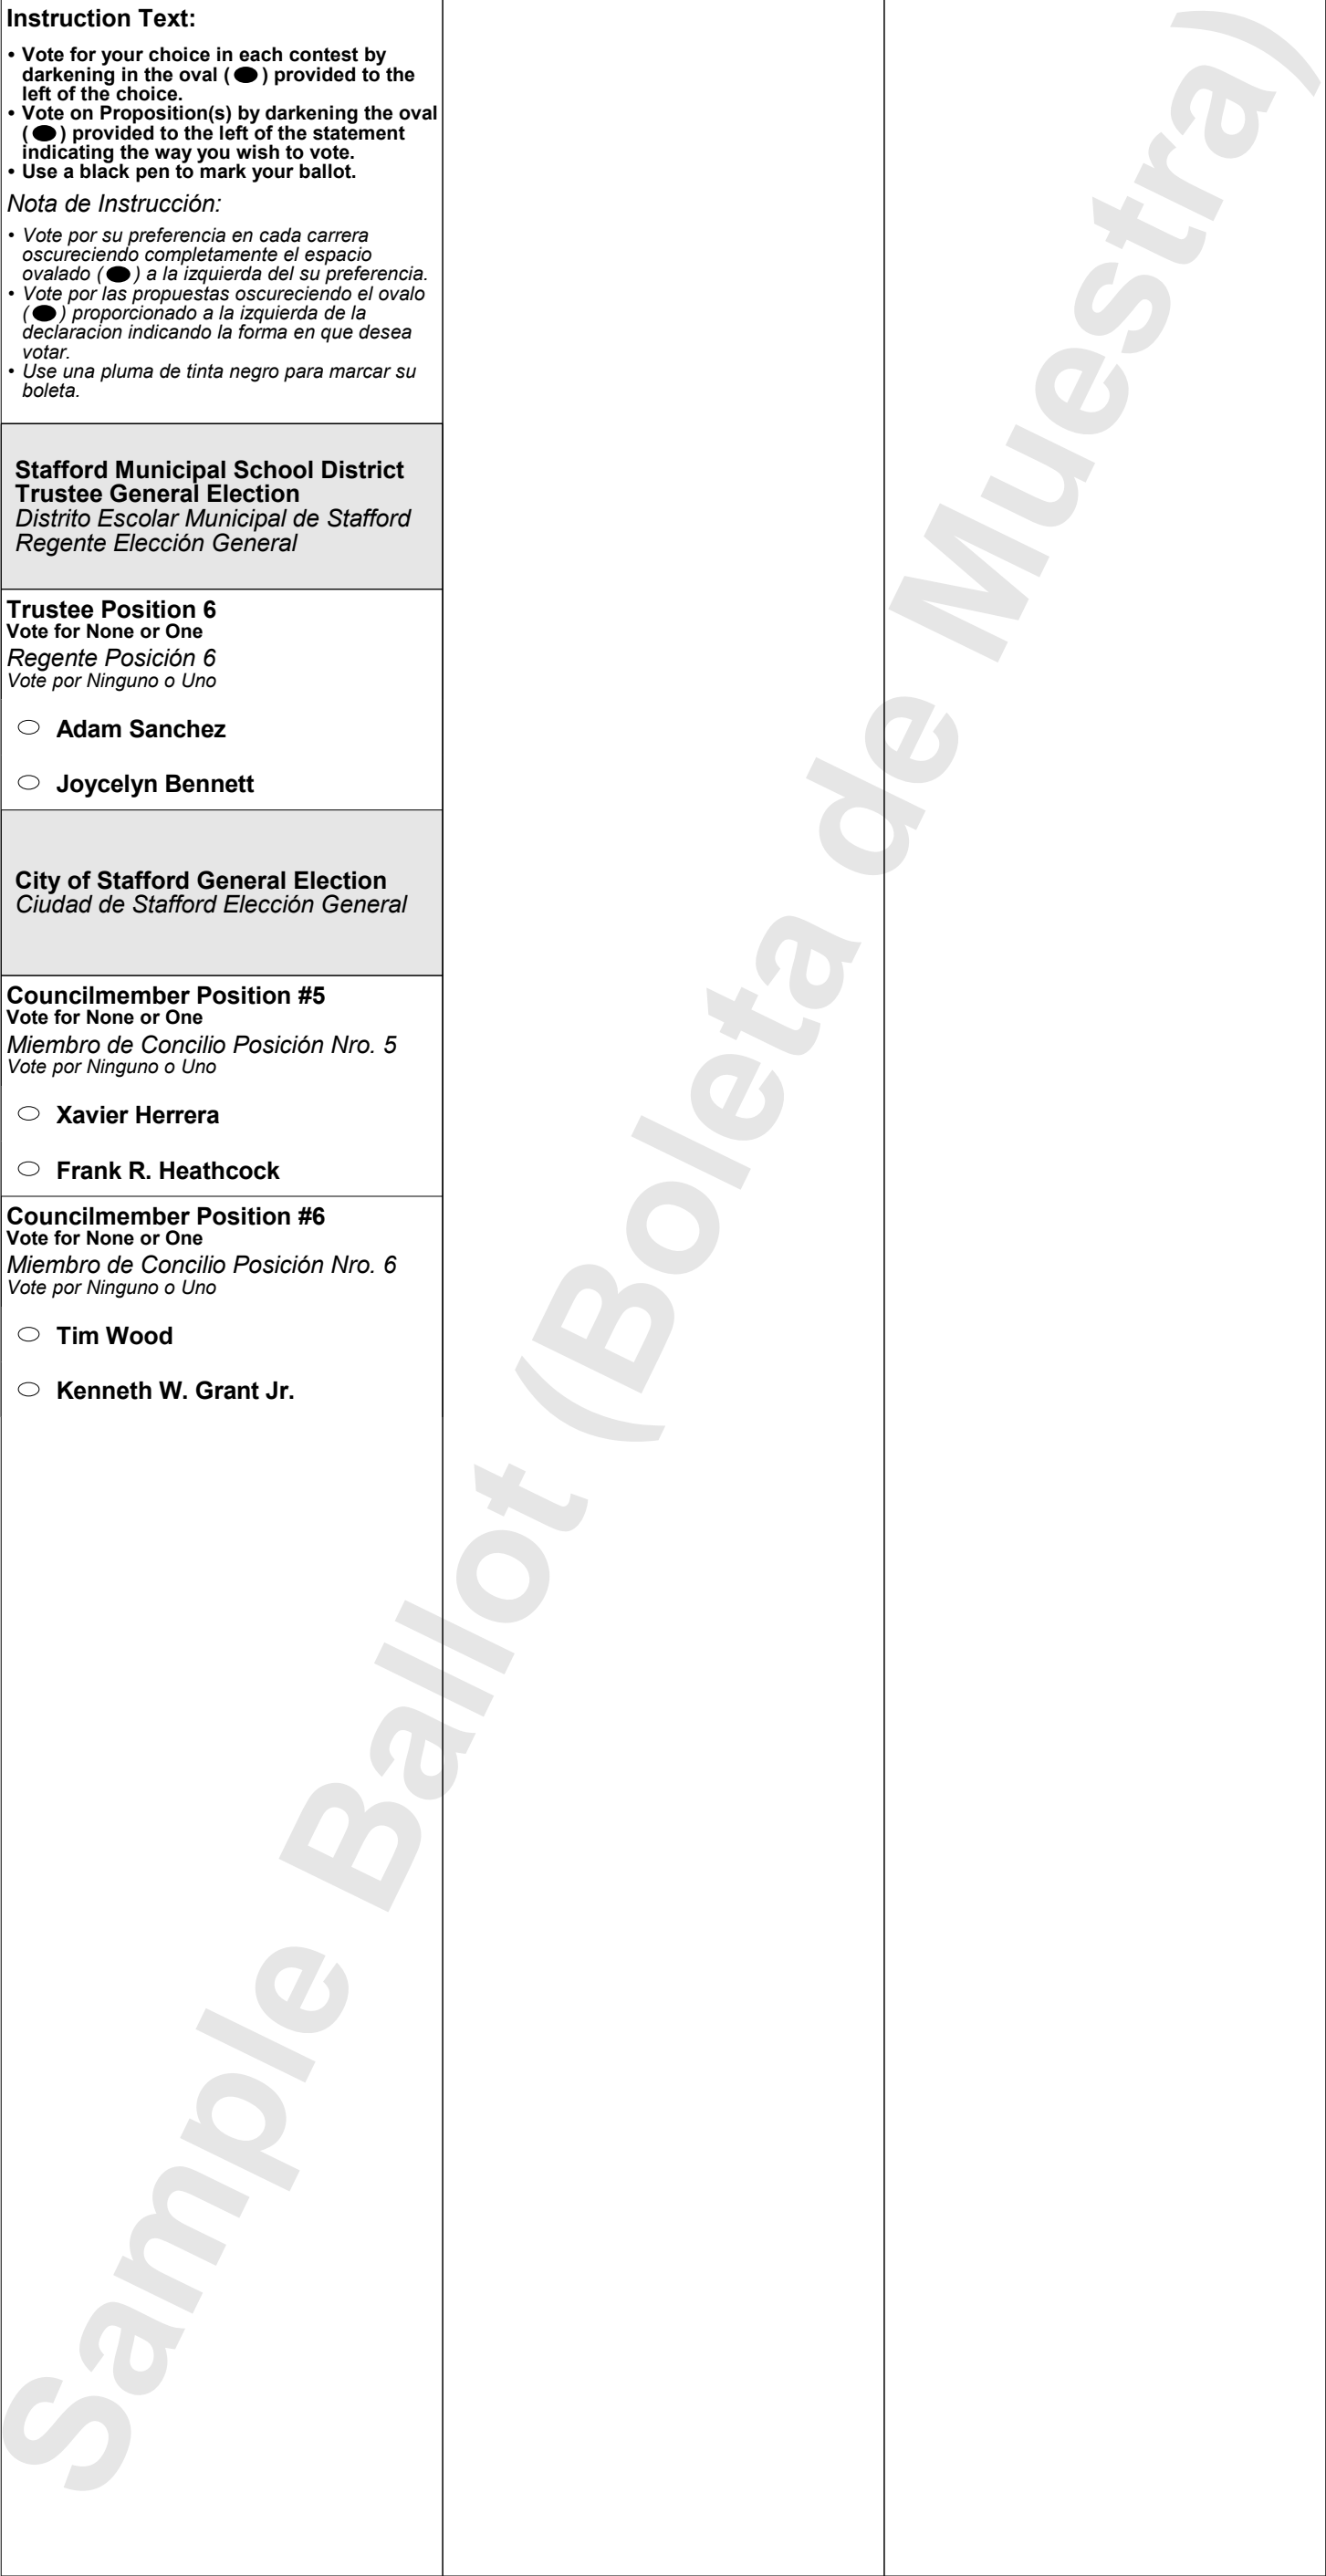 Instruction Text:
• Vote for your choice in each contest by
darkening in the oval ( ) provided to the
left of the choice.
• Vote on Proposition(s) by darkening the oval
( ) provided to the left of the statement
indicating the way you wish to vote.
• Use a black pen to mark your ballot.
Nota de Instrucción:
• Vote por su preferencia en cada carrera
oscureciendo completamente el espacio
ovalado ( ) a la izquierda del su preferencia.
• Vote por las propuestas oscureciendo el ovalo
( ) proporcionado a la izquierda de la
declaracion indicando la forma en que desea
votar.
• Use una pluma de tinta negro para marcar su
boleta.
Stafford Municipal School District
Trustee General Election
Distrito Escolar Municipal de Stafford
Regente Elección General
Trustee Position 6
Vote for None or One
Regente Posición 6
Vote por Ninguno o Uno
Adam Sanchez
Joycelyn Bennett
City of Stafford General Election
Ciudad de Stafford Elección General
Councilmember Position #5
Vote for None or One
Miembro de Concilio Posición Nro. 5
Vote por Ninguno o Uno
Xavier Herrera
Frank R. Heathcock
Councilmember Position #6
Vote for None or One
Miembro de Concilio Posición Nro. 6
Vote por Ninguno o Uno
Tim Wood
Kenneth W. Grant Jr.
Sample Ballot (Boleta de Muestra)